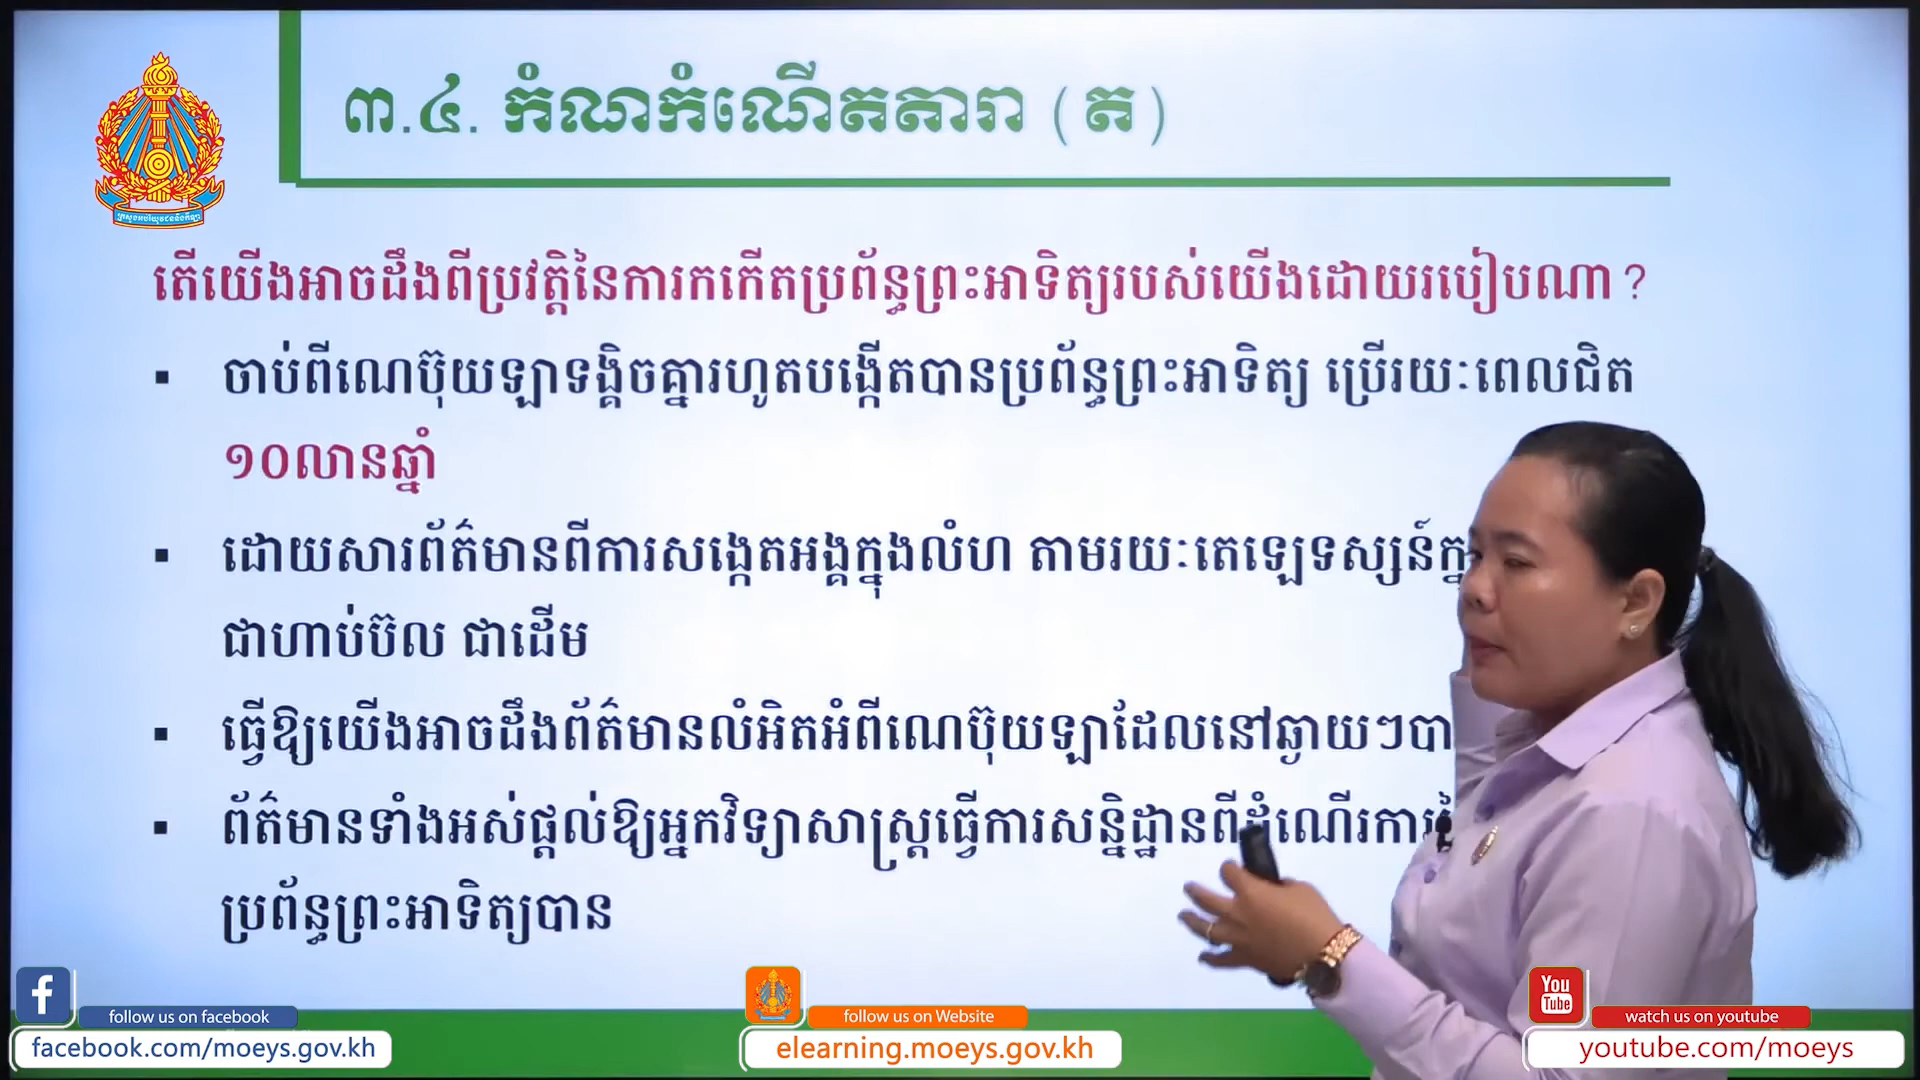 ៣.៤. កំណកំណើតតារា (ត)
តើយើងអាចដឹងពីប្រវត្តិនៃការកកើតប្រព័ន្ធព្រះអាទិត្យរបស់យើងដោយរបៀបណា ?
▪ ចាប់ពីណេប៊ុយឡាទង្គិចគ្នារហូតបង្កើតបានប្រព័ន្ធព្រះអាទិត្យ ប្រើរយៈពេលជិត
១០លានឆ្នាំ
▪ ដោយសារព័ត៌មានពីការសង្កេតអង្គក្នុងលំហ តាមរយៈតេឡេទស្សន៍
ជាហាប់ប៊ល ជាដើម
▪ ធ្វើឱ្យយើងអាចដឹងព័ត៌មានលំអិតអំពីណេប៊ុយឡាដែលនៅឆ្ងាយៗ
▪ ព័ត៌មានទាំងអស់ផ្តល់ឱ្យអ្នកវិទ្យាសាស្ត្រធ្វើការសន្និដ្ឋានពីដំណើរការ
ប្រព័ន្ធព្រះអាទិត្យបាន
follow us on facebook
facebook.com/moeys.gov.kh
follow us on Website
elearning.moeys.gov.kh
You
Tube
watch us on youtube
youtube.com/moeys